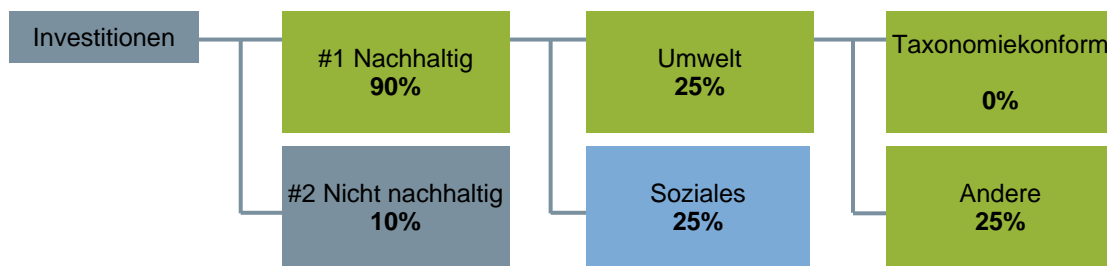 Investitionen
#1 Nachhaltig
90%
Umwelt
25%
Taxonomiekonform
0%
#2 Nicht nachhaltig
10%
Soziales
25%
Andere
25%